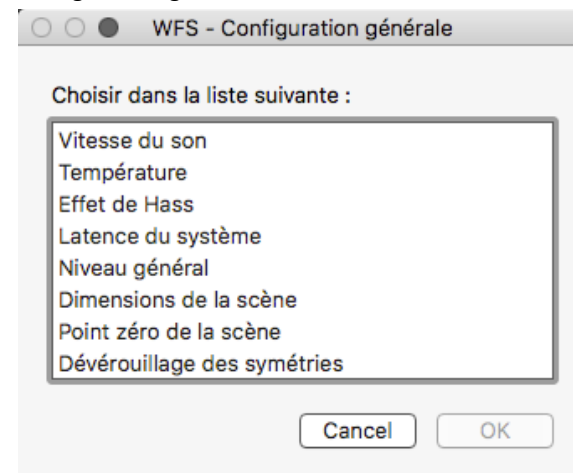 WFS - Configuration générale
Choisir dans la liste suivante :
Vitesse du son
Température
Effet de Hass
Latence du système
Niveau général
Dimensions de la scène
Point zéro de la scène
Dévérouillage des symétries
Cancel OK